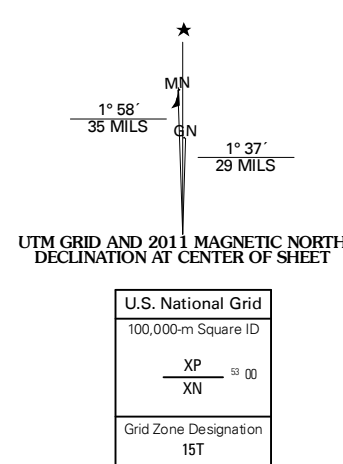 MN
1° 58´
35 MILS
GN
1° 37´
29 MILS
UTM GRID AND 2011 MAGNETIC NORTH
DECLINATION AT CENTER OF SHEET
U.S. National Grid
100,000-m Square ID
XP
53 00
XN
Grid Zone Designation
15T